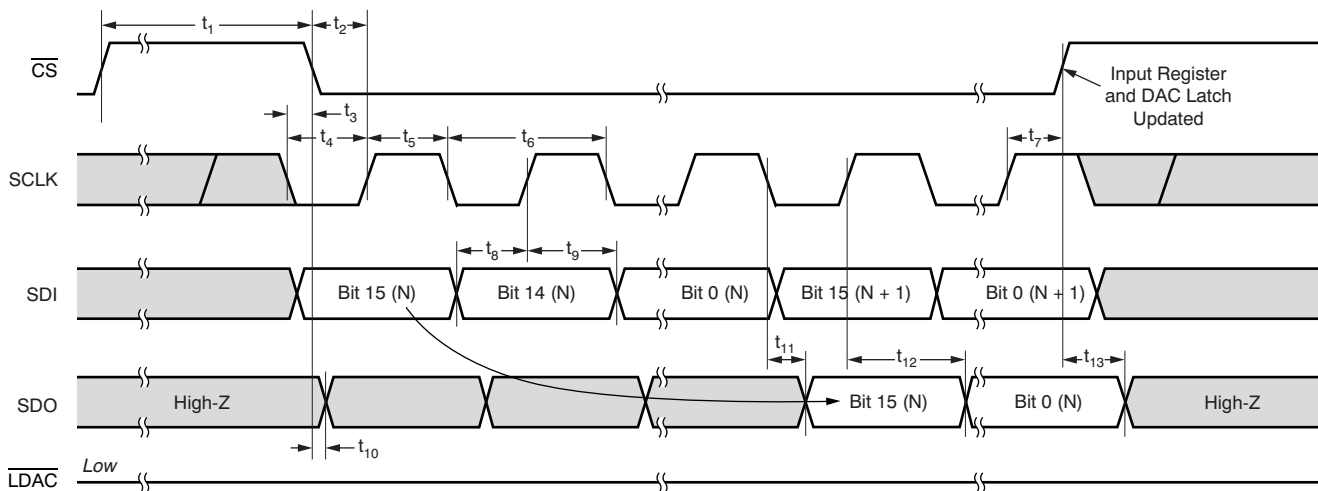 t1 t2
CS
Input Register
and DAC Latch
Updated
t3
t4 t5 t6 t7
SCLK
t8 t9
SDI Bit 15 (N) Bit 14 (N) Bit 0 (N) Bit 15 (N + 1) Bit 0 (N + 1)
t11 t12 t13
SDO High-Z Bit 15 (N) Bit 0 (N) High-Z
t10
LDAC Low